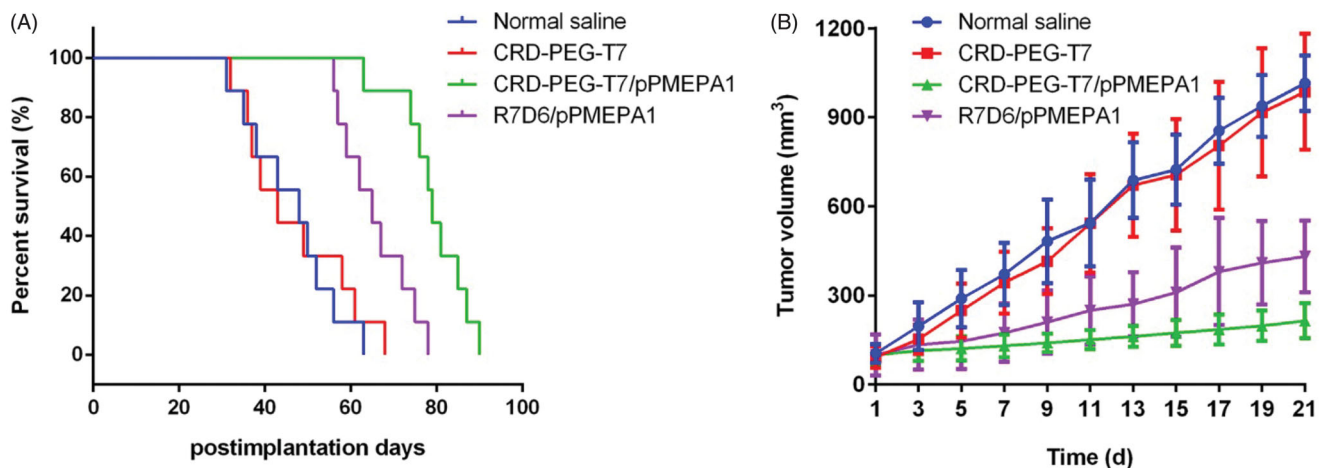 (A)
Normal saline
CRD-PEG-T7
CRD-PEG-T7/pPMEPA1
R7D6/pPMEPA1
Percent survival (%)
100
80
60
40
20
0
0 20 40 60 80 100
postimplantation days
(B)
Normal saline
CRD-PEG-T7
CRD-PEG-T7/pPMEPA1
R7D6/pPMEPA1
Tumor volume (mm³)
1200
900
600
300
0
1 3 5 7 9 11 13 15 17 19 21
Time (d)